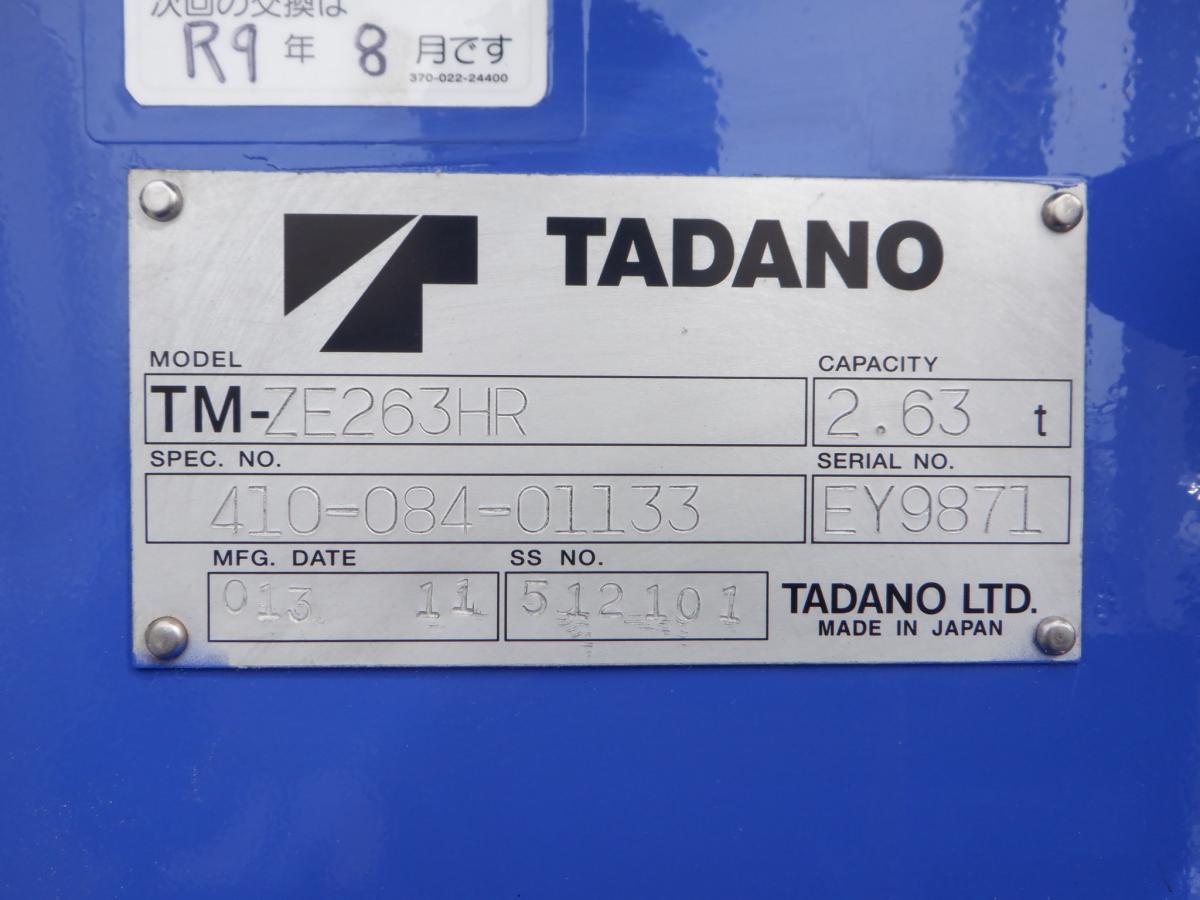 次回の交換は
R9 年 8 月です
370-022-24400
TADANO
MODEL CAPACITY
TM-ZE263HR 2.63 t
SPEC. NO. SERIAL NO.
410-084-01133 EY9871
MFG. DATE SS NO.
013 11 512101 TADANO LTD.
MADE IN JAPAN